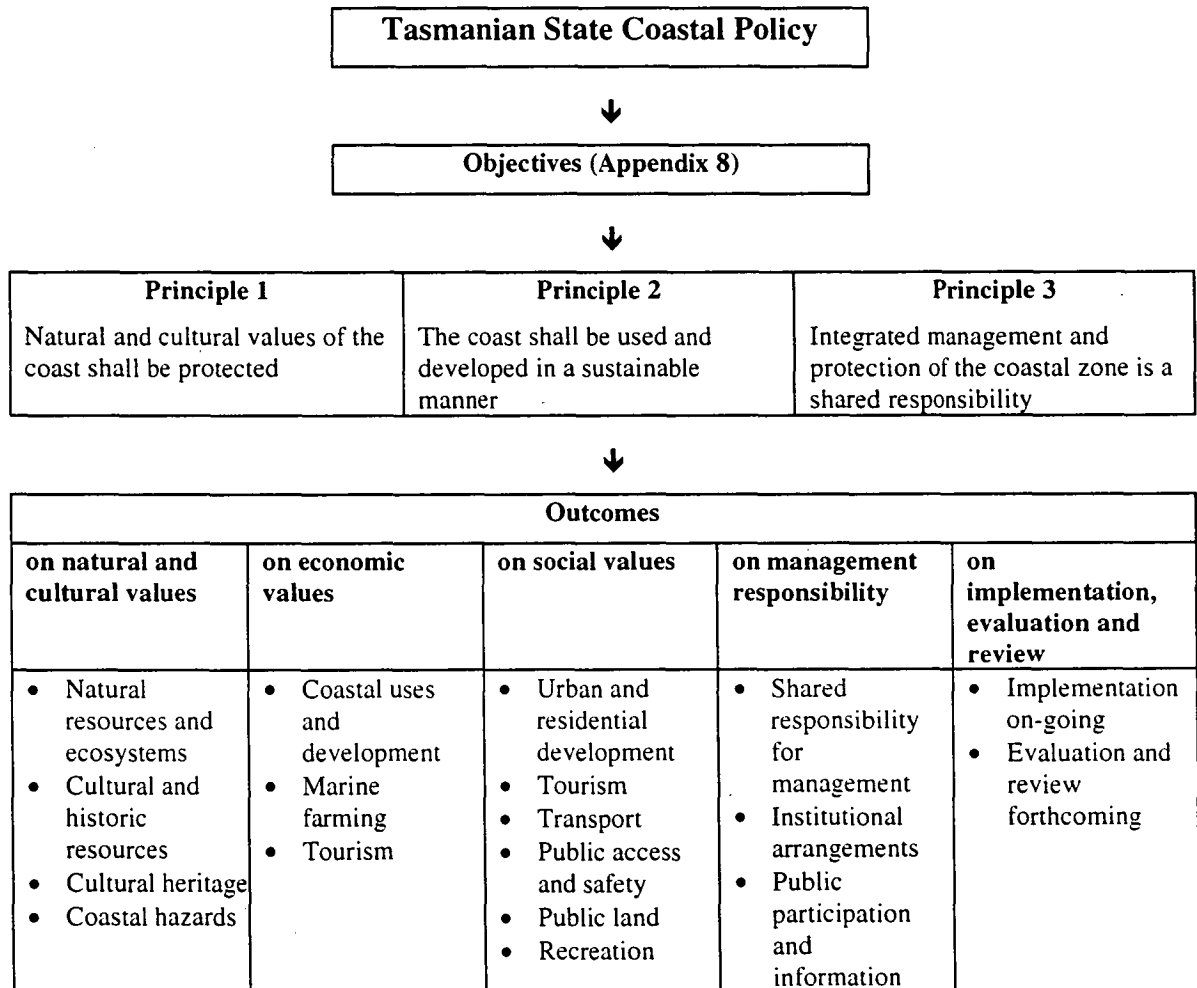 Tasmanian State Coastal Policy
Objectives (Appendix 8)
Principle 1
Natural and cultural values of the
coast shall be protected
Principle 2
The coast shall be used and
developed in a sustainable
manner
Principle 3
Integrated management and
protection of the coastal zone is a
shared responsibility
Outcomes
on natural and
cultural values
on economic
values
on social values
on management
responsibility
on
implementation,
evaluation and
review
• Natural
resources and
ecosystems
• Cultural and
historic
resources
• Cultural heritage
• Coastal hazards
• Coastal uses
and
development
• Marine
farming
• Tourism
• Urban and
residential
development
• Tourism
• Transport
• Public access
and safety
• Public land
• Recreation
• Shared
responsibility
for
management
• Institutional
arrangements
• Public
participation
and
information
• Implementation
on-going
• Evaluation and
review
forthcoming